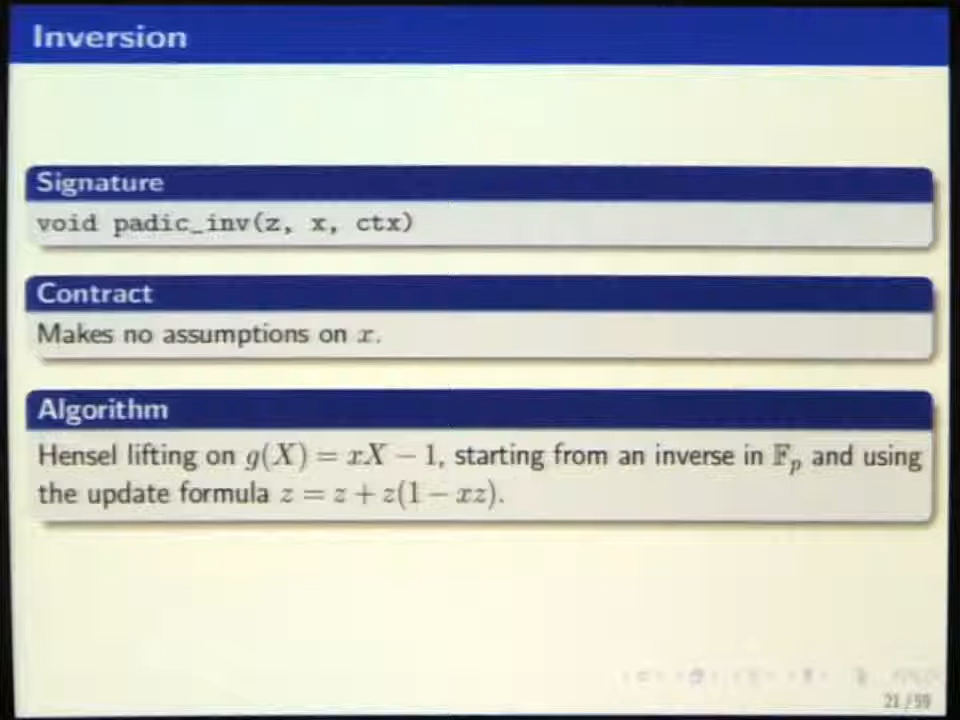 Inversion
Signature
void padic_inv(z, x, ctx)
Contract
Makes no assumptions on x.
Algorithm
Hensel lifting on g(X) = xX − 1, starting from an inverse in 𝔽ₚ and using
the update formula z = z + z(1 − xz).
21 / 59